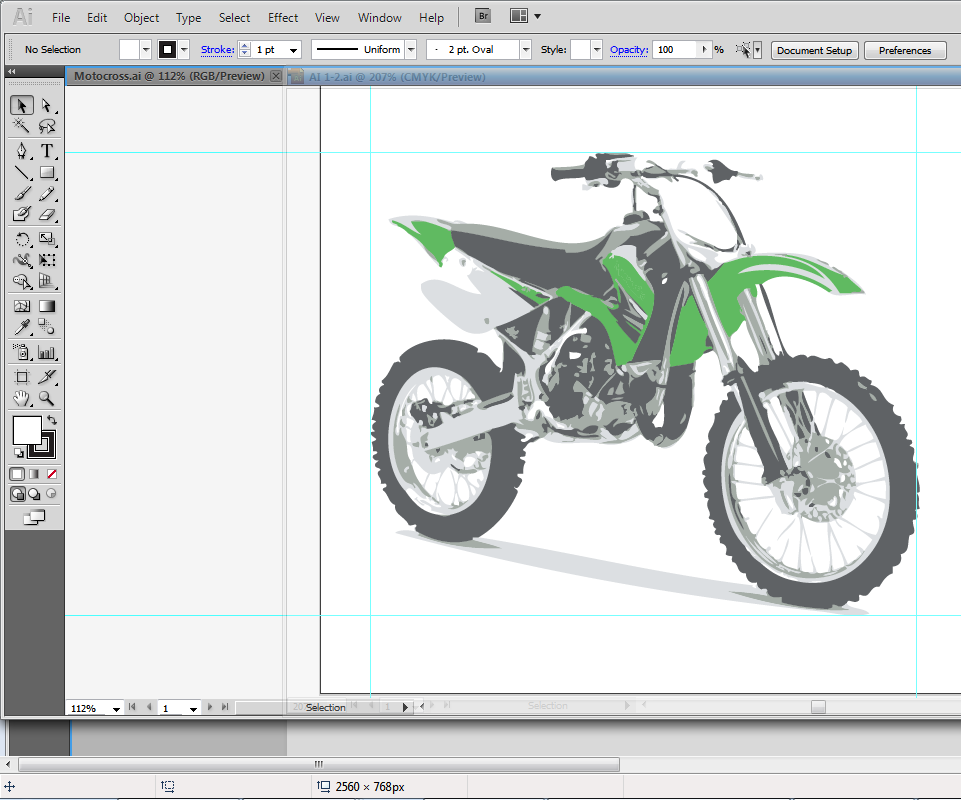 Ai File Edit Object Type Select Effect View Window Help Br
No Selection Stroke: 1 pt Uniform 2 pt. Oval Style: Opacity: 100 % Document Setup Preferences
Motocross.ai @ 112% (RGB/Preview) AI 1-2.ai @ 207% (CMYK/Preview)
T
112% 1 Selection 1 Selection
2560 × 768px